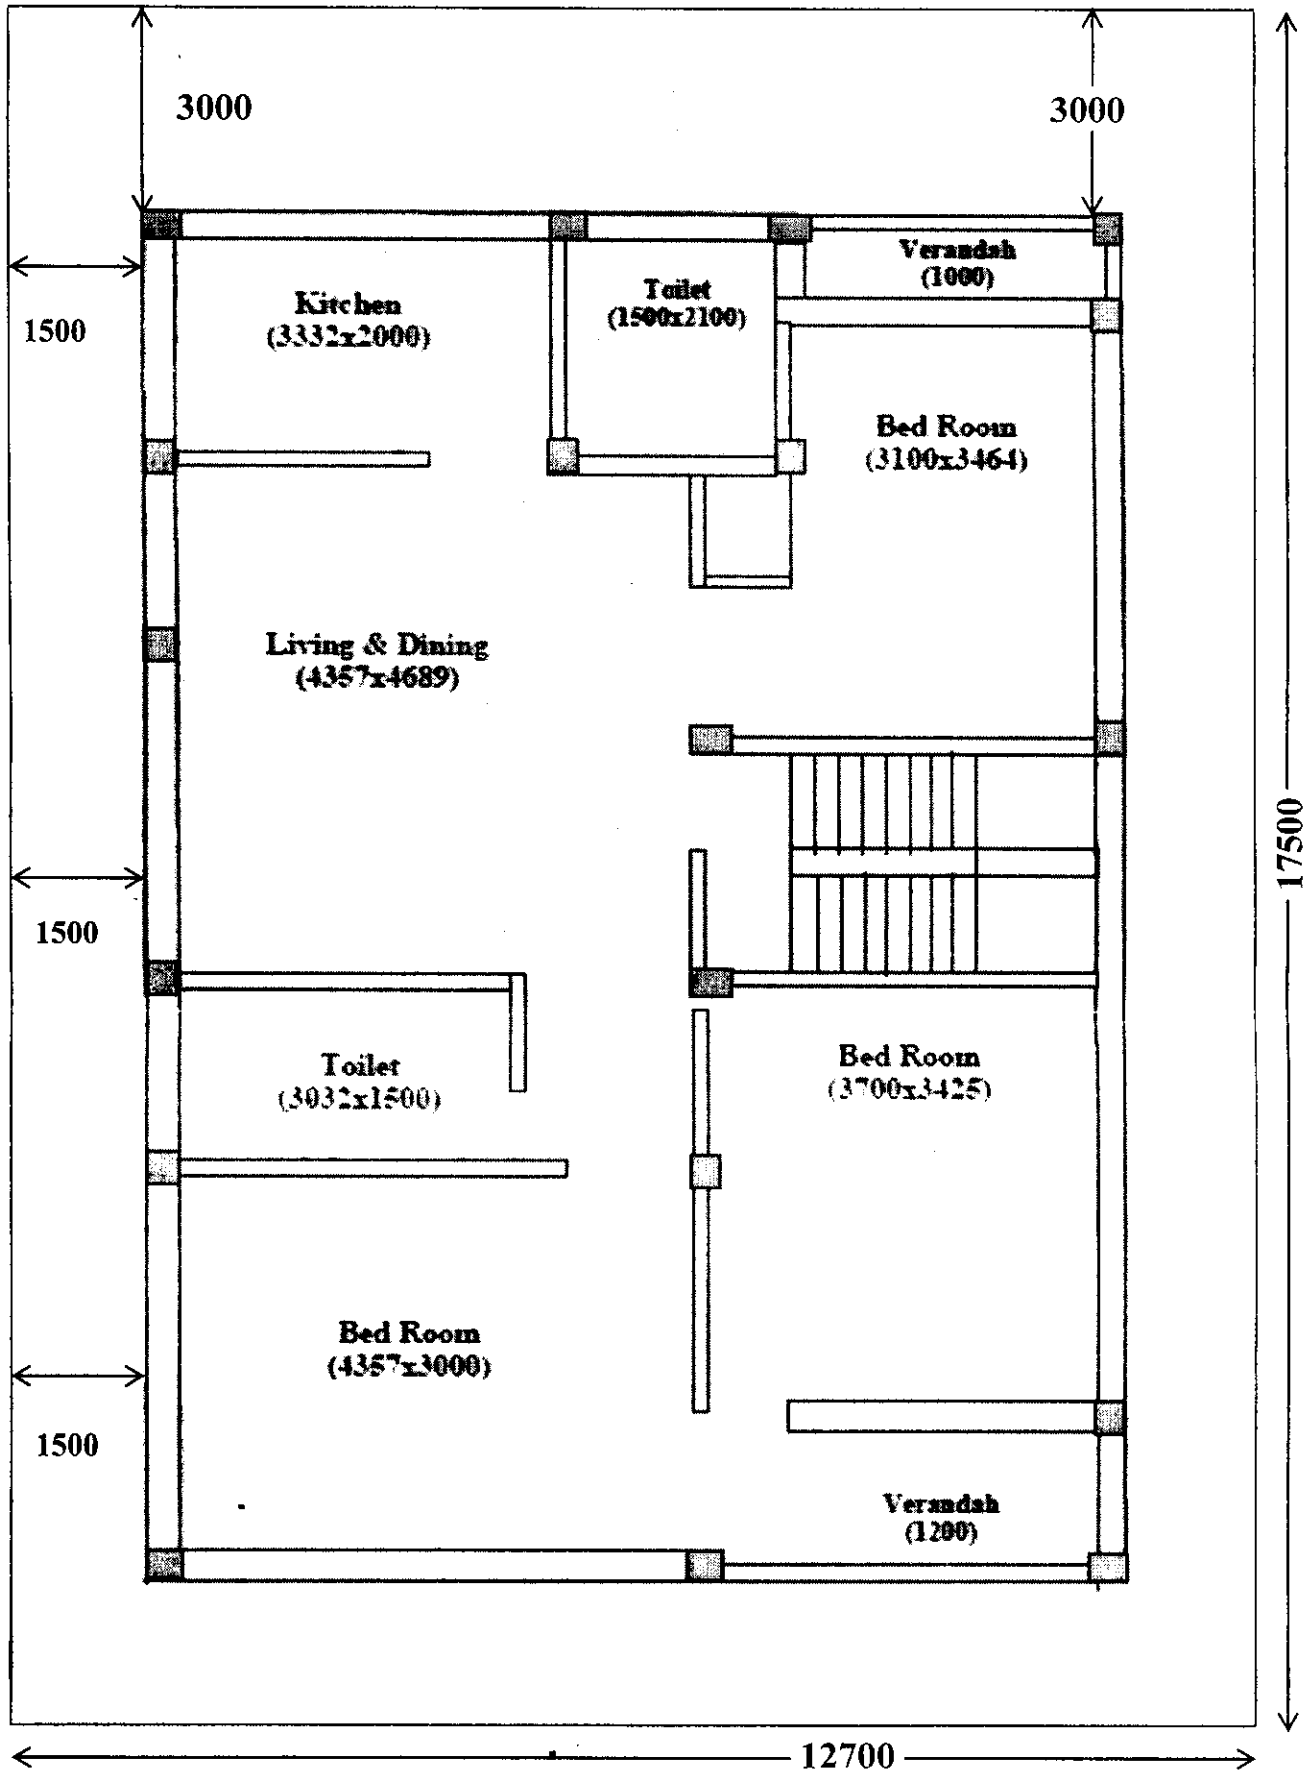 3000
3000
Verandah
(1000)
Toilet
(1500x2100)
Kitchen
(3332x2000)
1500
Bed Room
(3100x3464)
Living & Dining
(4357x4689)
17500
1500
Toilet
(3032x1500)
Bed Room
(3700x3425)
Bed Room
(4357x3000)
1500
Verandah
(1200)
12700